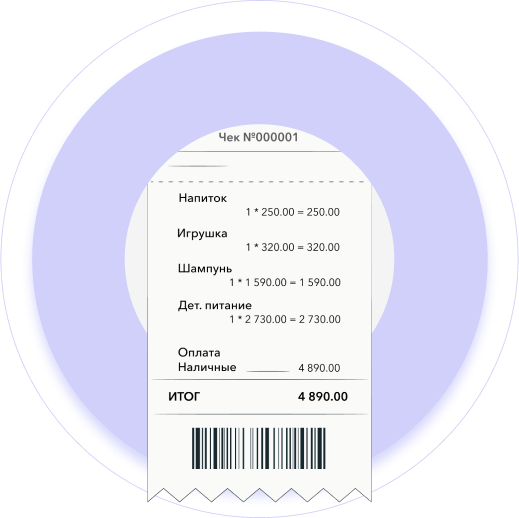 Чек №000001
Напиток
1 * 250.00 = 250.00
Игрушка
1 * 320.00 = 320.00
Шампунь
1 * 1 590.00 = 1 590.00
Дет. питание
1 * 2 730.00 = 2 730.00
Оплата
Наличные 4 890.00
ИТОГ 4 890.00